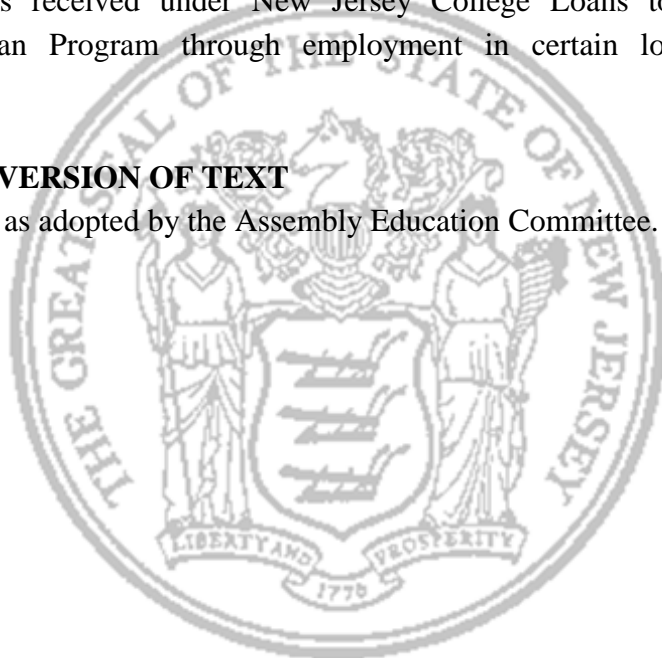 s received under New Jersey College Loans to
an Program through employment in certain lo
VERSION OF TEXT
as adopted by the Assembly Education Committee.
THE GREAT SEAL OF THE STATE OF NEW JERSEY
LIBERTY AND PROSPERITY
1776